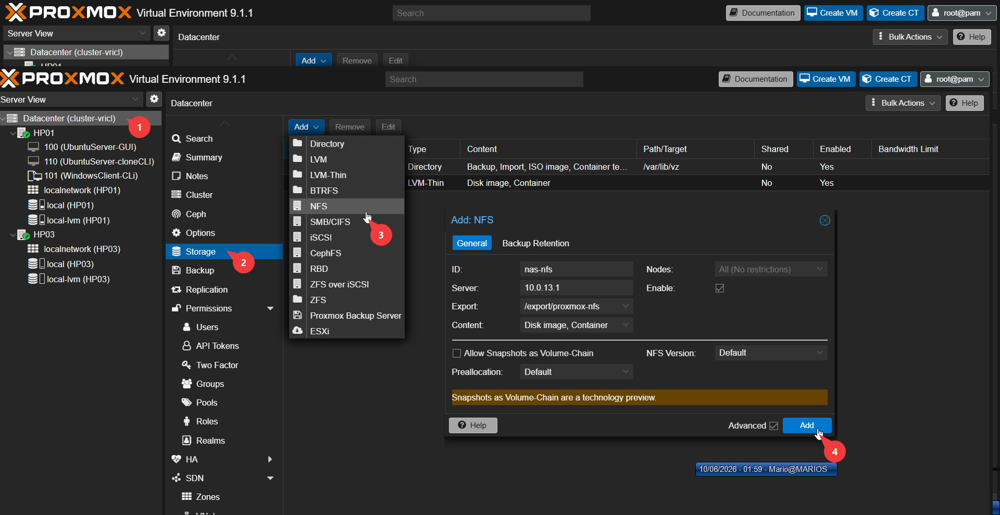 PROXMOX Virtual Environment 9.1.1
Search
Documentation
Create VM
Create CT
root@pam
Server View
Datacenter
Bulk Actions
Help
Datacenter (cluster-vricl)
Add
Remove
Edit
HP01
PROXMOX Virtual Environment 9.1.1
Search
Documentation
Create VM
Create CT
root@pam
Server View
Datacenter
Bulk Actions
Help
Datacenter (cluster-vricl)
1
HP01
100 (UbuntuServer-GUI)
110 (UbuntuServer-cloneCLI)
101 (WindowsClient-CLi)
localnetwork (HP01)
local (HP01)
local-lvm (HP01)
HP03
localnetwork (HP03)
local (HP03)
local-lvm (HP03)
Search
Summary
Notes
Cluster
Ceph
Options
Storage
2
Backup
Replication
Permissions
Users
API Tokens
Two Factor
Groups
Pools
Roles
Realms
HA
SDN
Zones
Add
Remove
Edit
Directory
LVM
LVM-Thin
BTRFS
NFS
SMB/CIFS
3
iSCSI
CephFS
RBD
ZFS over iSCSI
ZFS
Proxmox Backup Server
ESXi
Type Content Path/Target Shared Enabled Bandwidth Limit
Directory Backup, Import, ISO image, Container te... /var/lib/vz No Yes
LVM-Thin Disk image, Container No Yes
Add: NFS
General Backup Retention
ID: nas-nfs Nodes: All (No restrictions)
Server: 10.0.13.1 Enable:
Export: /export/proxmox-nfs
Content: Disk image, Container
Allow Snapshots as Volume-Chain NFS Version: Default
Preallocation: Default
Snapshots as Volume-Chain are a technology preview.
Help Advanced Add
4
10/06/2026 - 01:59 - Mario@MARIOS